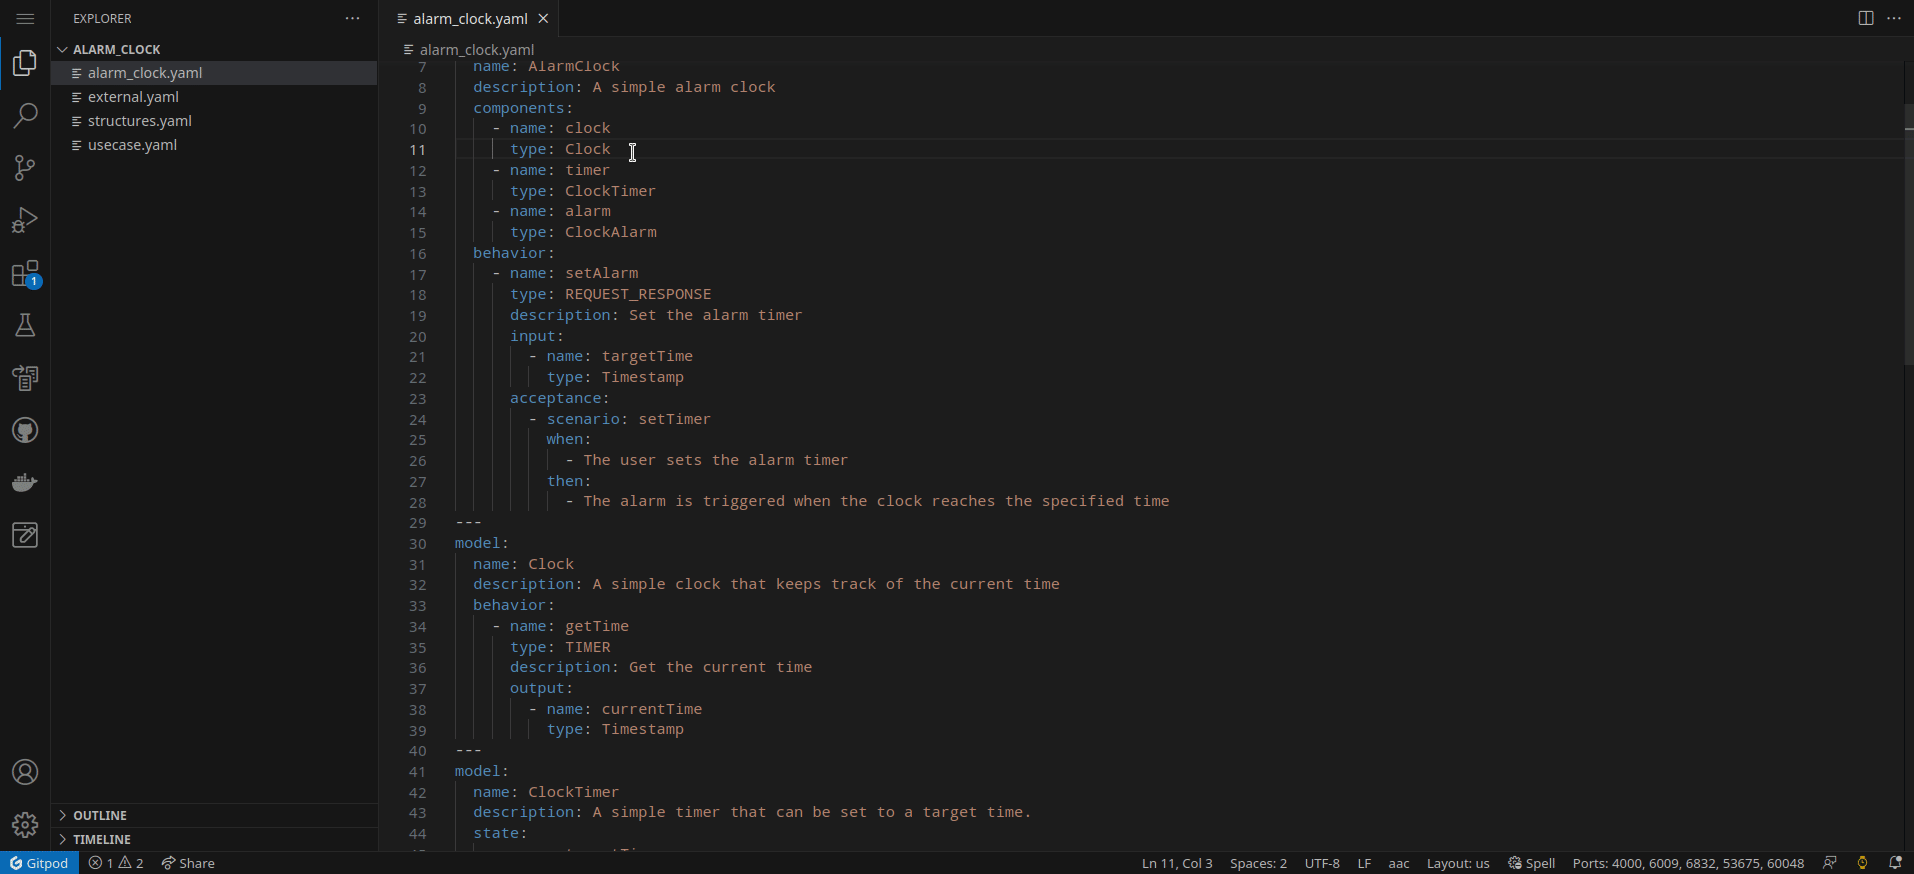 EXPLORER
ALARM_CLOCK
alarm_clock.yaml
external.yaml
structures.yaml
usecase.yaml
1
OUTLINE
TIMELINE
alarm_clock.yaml
alarm_clock.yaml
7 name: AlarmClock
8 description: A simple alarm clock
9 components:
10 - name: clock
11 type: Clock
12 - name: timer
13 type: ClockTimer
14 - name: alarm
15 type: ClockAlarm
16 behavior:
17 - name: setAlarm
18 type: REQUEST_RESPONSE
19 description: Set the alarm timer
20 input:
21 - name: targetTime
22 type: Timestamp
23 acceptance:
24 - scenario: setTimer
25 when:
26 - The user sets the alarm timer
27 then:
28 - The alarm is triggered when the clock reaches the specified time
29 ---
30 model:
31 name: Clock
32 description: A simple clock that keeps track of the current time
33 behavior:
34 - name: getTime
35 type: TIMER
36 description: Get the current time
37 output:
38 - name: currentTime
39 type: Timestamp
40 ---
41 model:
42 name: ClockTimer
43 description: A simple timer that can be set to a target time.
44 state:
Gitpod 1 2 Share Ln 11, Col 3 Spaces: 2 UTF-8 LF aac Layout: us Spell Ports: 4000, 6009, 6832, 53675, 60048